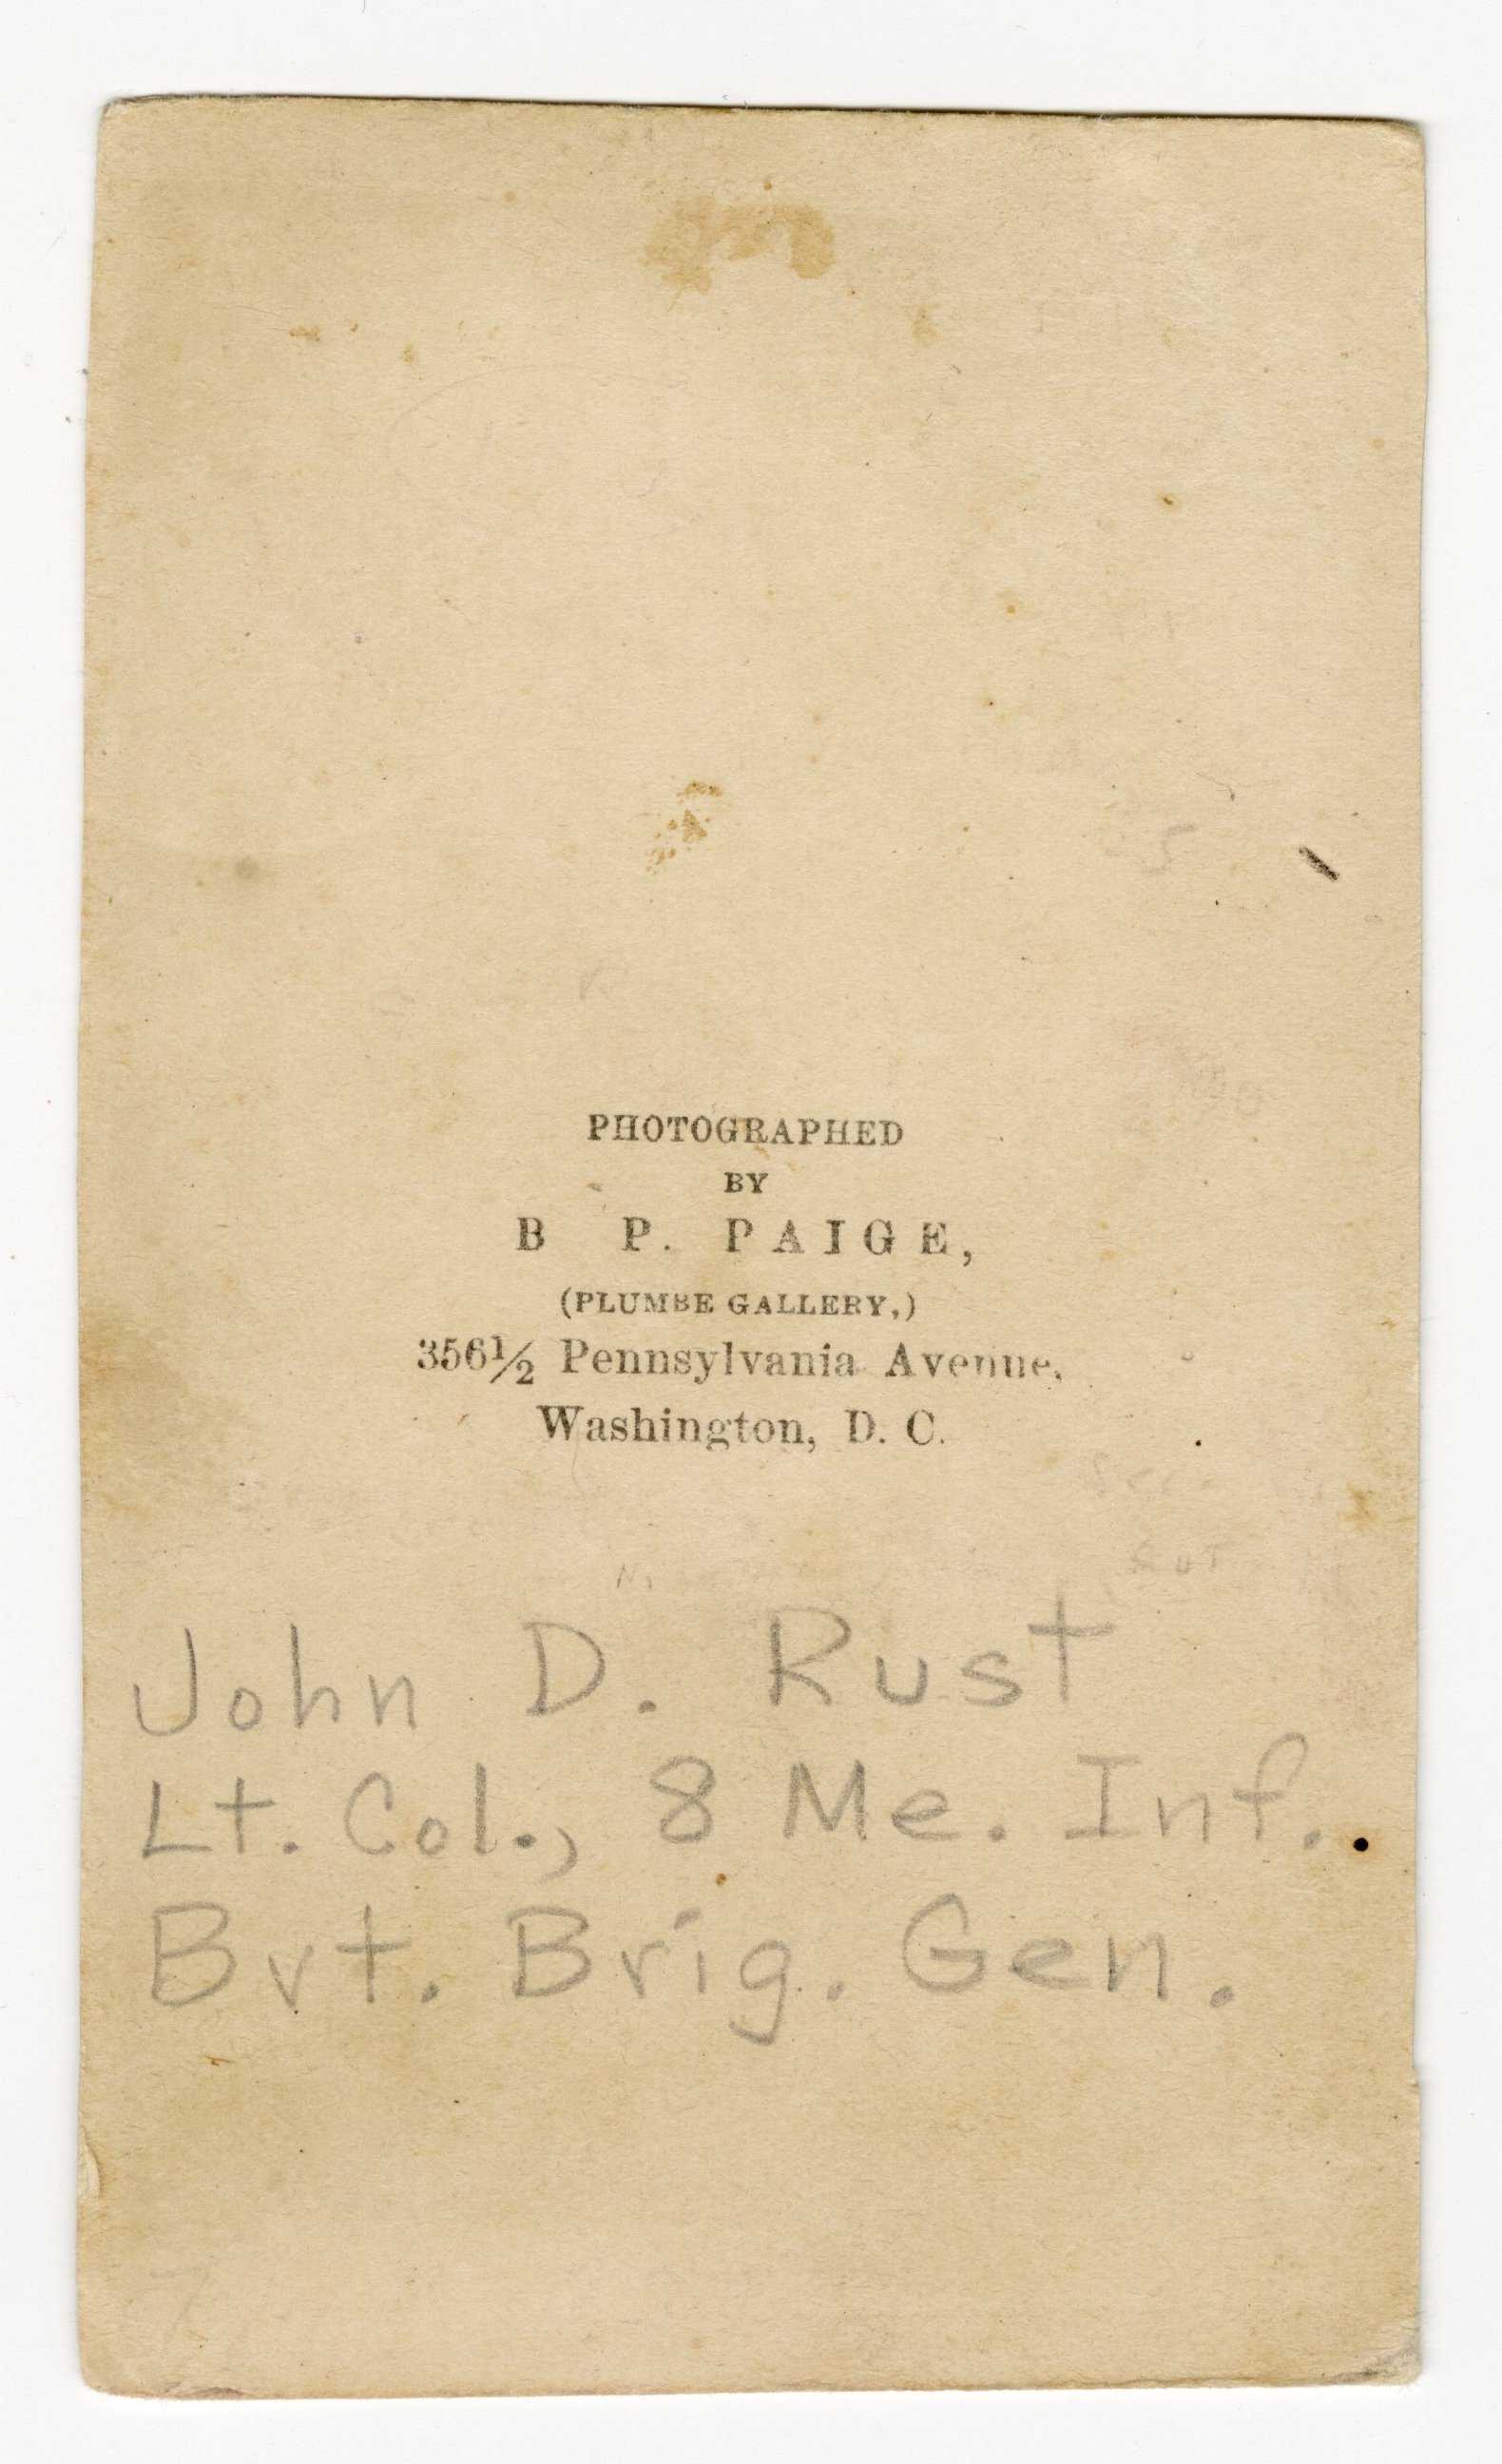 PHOTOGRAPHED
BY
B P. PAIGE,
(PLUMBE GALLERY,)
356½ Pennsylvania Avenue,
Washington, D. C.
John D. Rust
Lt. Col., 8 Me. Inf.
Bvt. Brig. Gen.